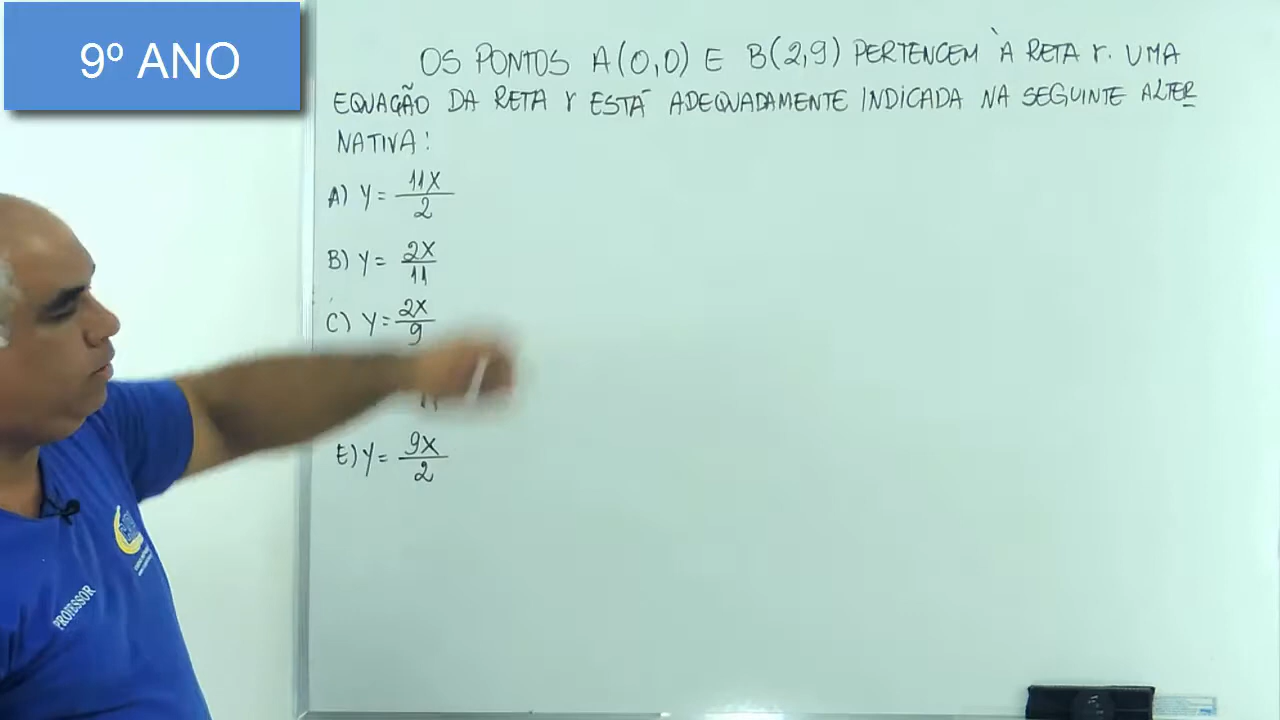 9º ANO
OS PONTOS A(0,0) E B(2,9) PERTENCEM À RETA r. UMA
EQUAÇÃO DA RETA r ESTÁ ADEQUADAMENTE INDICADA NA SEGUINTE ALTER
NATIVA:
A) Y = 11X/2
B) Y = 2X/11
C) Y = 2X/9
E) Y = 9X/2
PROFESSOR